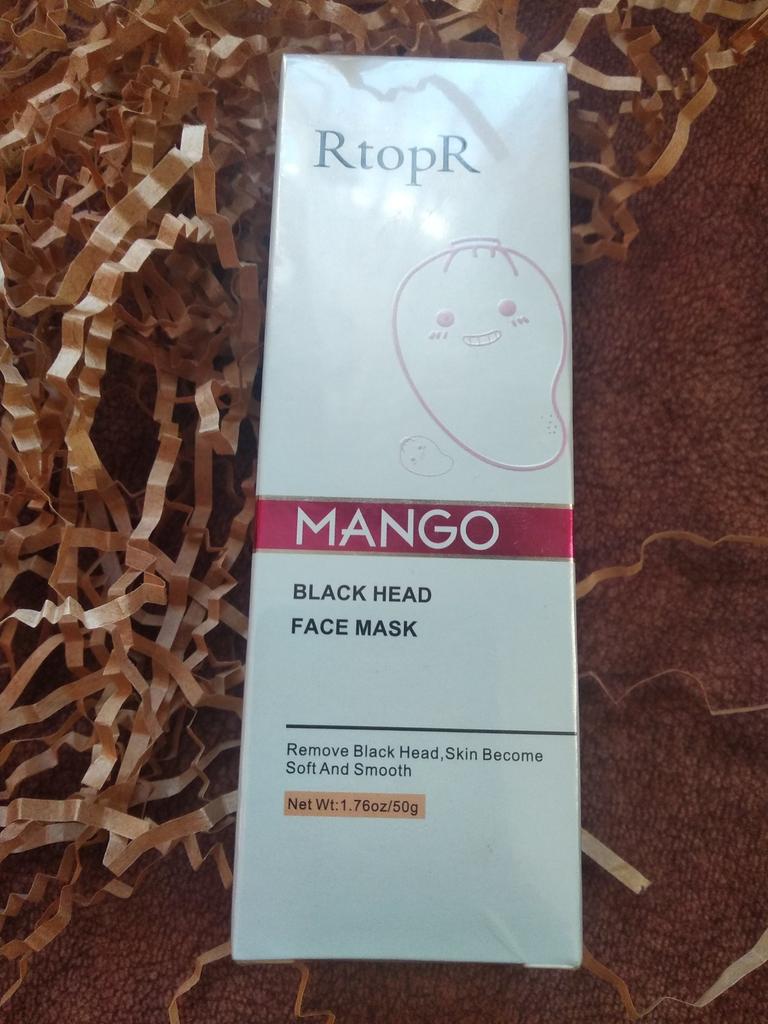 RtopR
MANGO
BLACK HEAD
FACE MASK
Remove Black Head,Skin Become
Soft And Smooth
Net Wt:1.76oz/50g